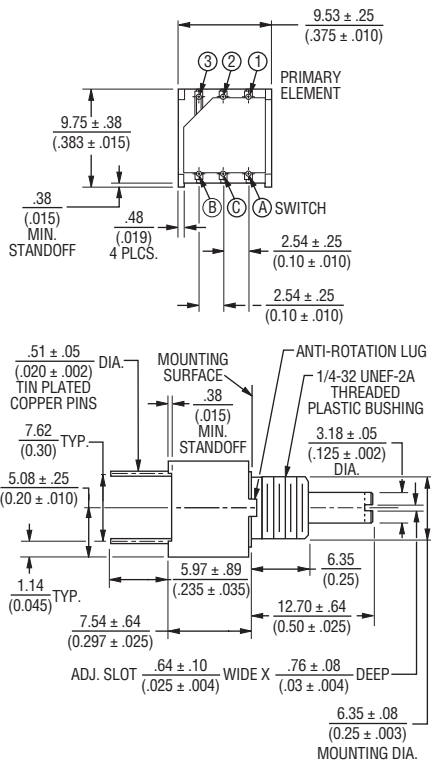 9.53 ± .25
(.375 ± .010)
3 2 1
PRIMARY
ELEMENT
9.75 ± .38
(.383 ± .015)
.38
(.015)
MIN.
STANDOFF
.48
(.019)
4 PLCS.
B C A SWITCH
2.54 ± .25
(0.10 ± .010)
2.54 ± .25
(0.10 ± .010)
.51 ± .05
(.020 ± .002)
DIA.
TIN PLATED
COPPER PINS
MOUNTING
SURFACE
ANTI-ROTATION LUG
1/4-32 UNEF-2A
THREADED
PLASTIC BUSHING
.38
(.015)
MIN.
STANDOFF
7.62
(0.30)
TYP.
3.18 ± .05
(.125 ± .002)
DIA.
5.08 ± .25
(0.20 ± .010)
1.14
(0.045)
TYP.
5.97 ± .89
(.235 ± .035)
6.35
(0.25)
7.54 ± .64
(0.297 ± .025)
12.70 ± .64
(0.50 ± .025)
ADJ. SLOT .64 ± .10 WIDE X .76 ± .08 DEEP
(.025 ± .004) (.03 ± .004)
6.35 ± .08
(0.25 ± .003)
MOUNTING DIA.